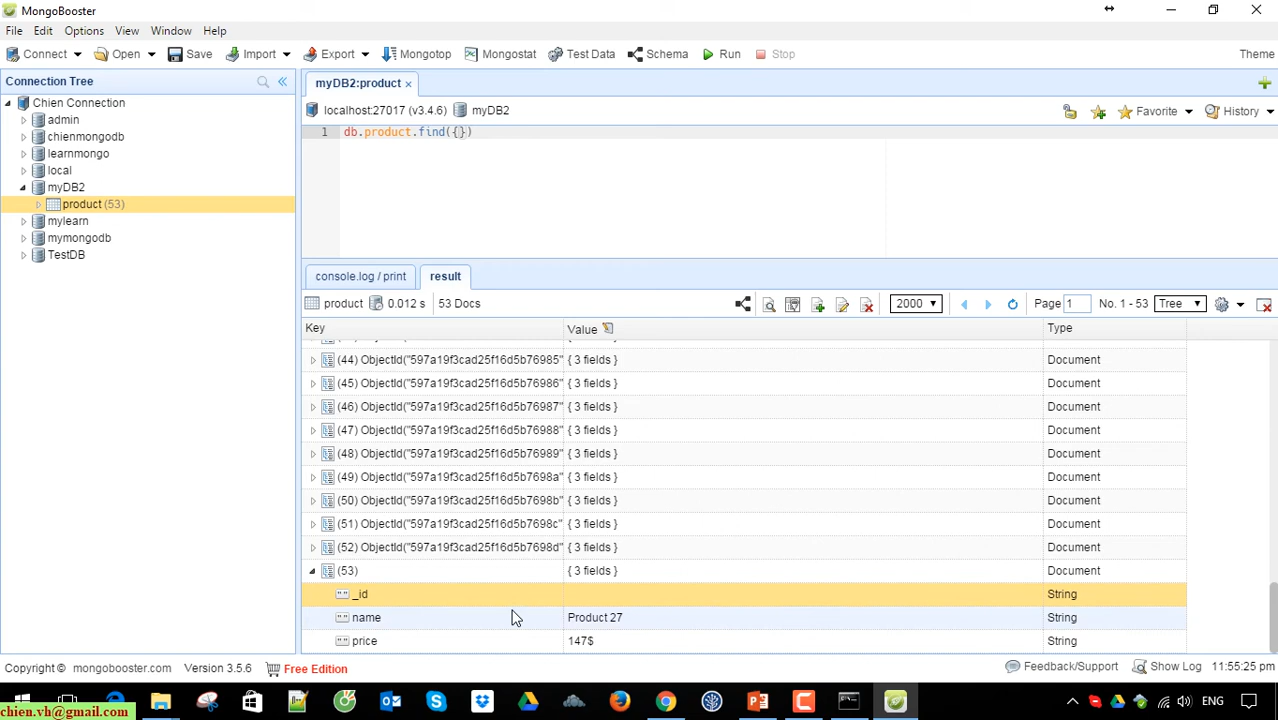 MongoBooster
File Edit Options View Window Help
Connect Open Save Import Export Mongotop Mongostat Test Data Schema Run Stop Theme
Connection Tree
Chien Connection
admin
chienmongodb
learnmongo
local
myDB2
product (53)
mylearn
mymongodb
TestDB
myDB2:product ×
localhost:27017 (v3.4.6) myDB2 Favorite History
1 db.product.find({})
console.log / print result
product 0.012 s 53 Docs 2000 Page 1 No. 1 - 53 Tree
Key Value Type
(44) ObjectId("597a19f3cad25f16d5b76985" { 3 fields } Document
(45) ObjectId("597a19f3cad25f16d5b76986" { 3 fields } Document
(46) ObjectId("597a19f3cad25f16d5b76987" { 3 fields } Document
(47) ObjectId("597a19f3cad25f16d5b76988" { 3 fields } Document
(48) ObjectId("597a19f3cad25f16d5b76989" { 3 fields } Document
(49) ObjectId("597a19f3cad25f16d5b7698a" { 3 fields } Document
(50) ObjectId("597a19f3cad25f16d5b7698b" { 3 fields } Document
(51) ObjectId("597a19f3cad25f16d5b7698c" { 3 fields } Document
(52) ObjectId("597a19f3cad25f16d5b7698d" { 3 fields } Document
(53) { 3 fields } Document
_id String
name Product 27 String
price 147$ String
Copyright © mongobooster.com Version 3.5.6 Free Edition Feedback/Support Show Log 11:55:25 pm
ENG
chien.vh@gmail.com